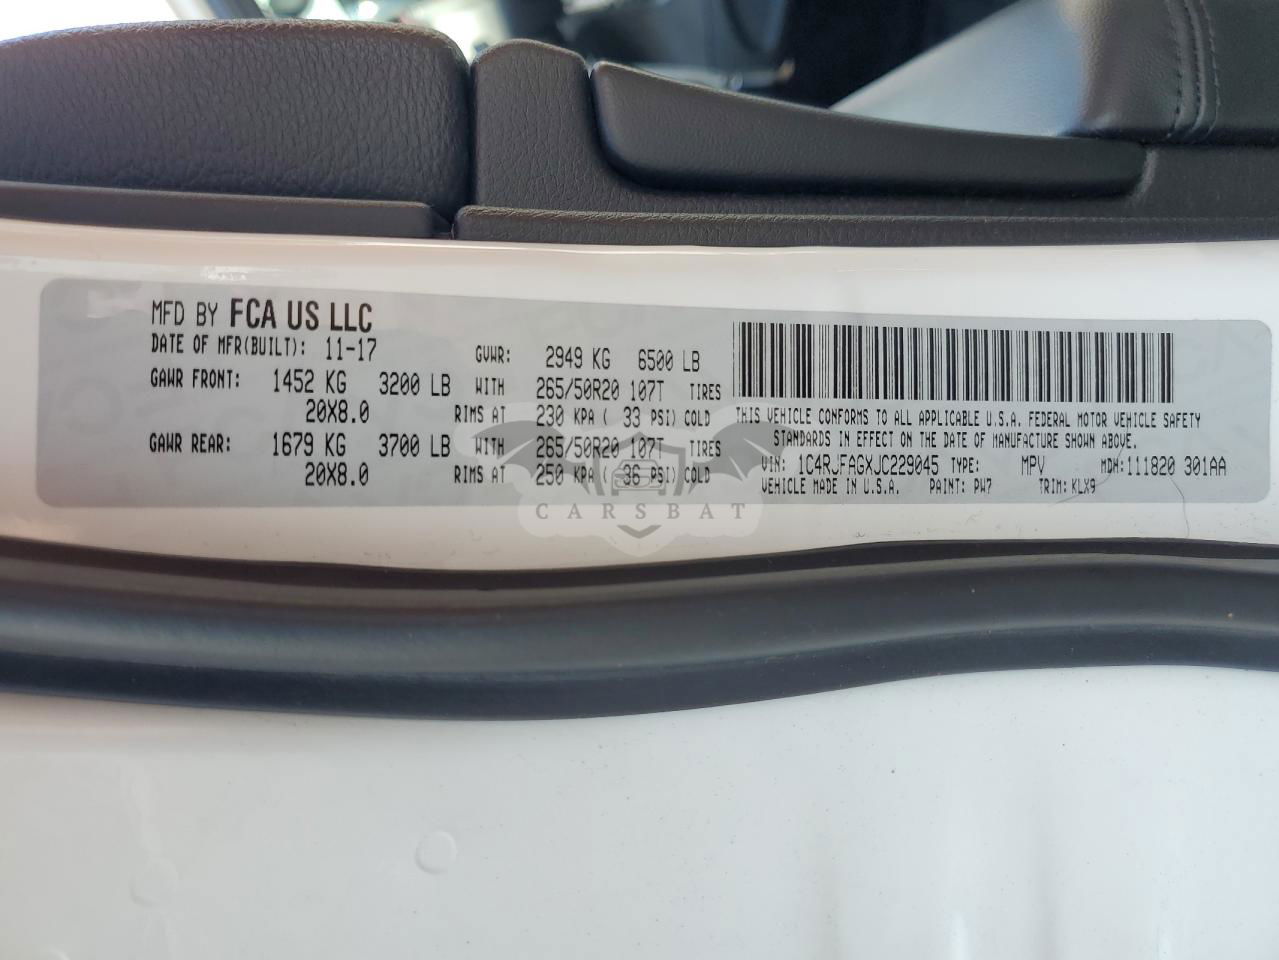 MFD BY FCA US LLC
DATE OF MFR(BUILT): 11-17 GVWR: 2949 KG 6500 LB
GAWR FRONT: 1452 KG 3200 LB WITH 265/50R20 107T TIRES
20X8.0 RIMS AT 230 KPA ( 33 PSI) COLD
GAWR REAR: 1679 KG 3700 LB WITH 265/50R20 107T TIRES
20X8.0 RIMS AT 250 KPA ( 36 PSI) COLD
THIS VEHICLE CONFORMS TO ALL APPLICABLE U.S.A. FEDERAL MOTOR VEHICLE SAFETY
STANDARDS IN EFFECT ON THE DATE OF MANUFACTURE SHOWN ABOVE.
VIN: 1C4RJFAGXJC229045 TYPE: MPV MDH: 111820 301AA
VEHICLE MADE IN U.S.A. PAINT: PW7 TRIM: KLX9
CARSBAT